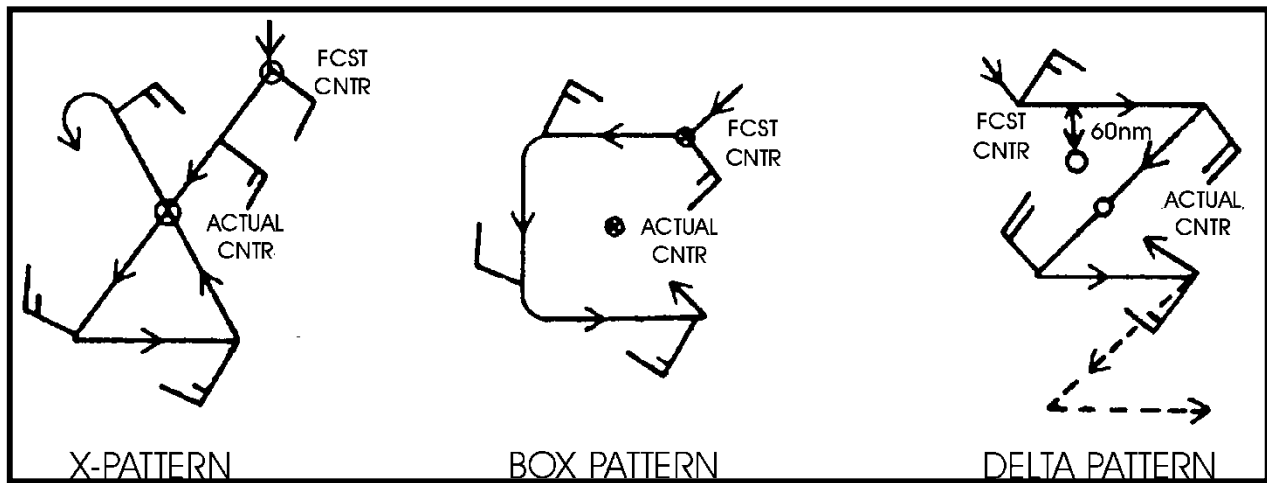 FCST
CNTR
ACTUAL
CNTR
X-PATTERN
FCST
CNTR
ACTUAL
CNTR
BOX PATTERN
FCST
CNTR
60nm
ACTUAL
CNTR
DELTA PATTERN